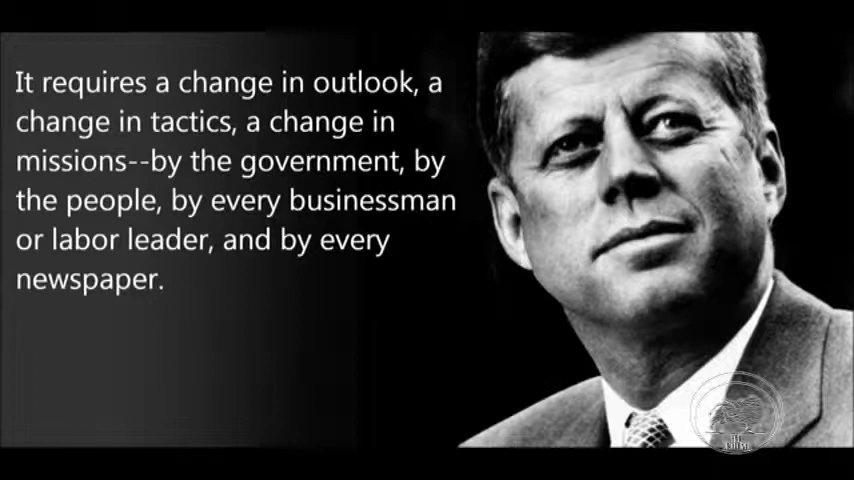 It requires a change in outlook, a
change in tactics, a change in
missions--by the government, by
the people, by every businessman
or labor leader, and by every
newspaper.